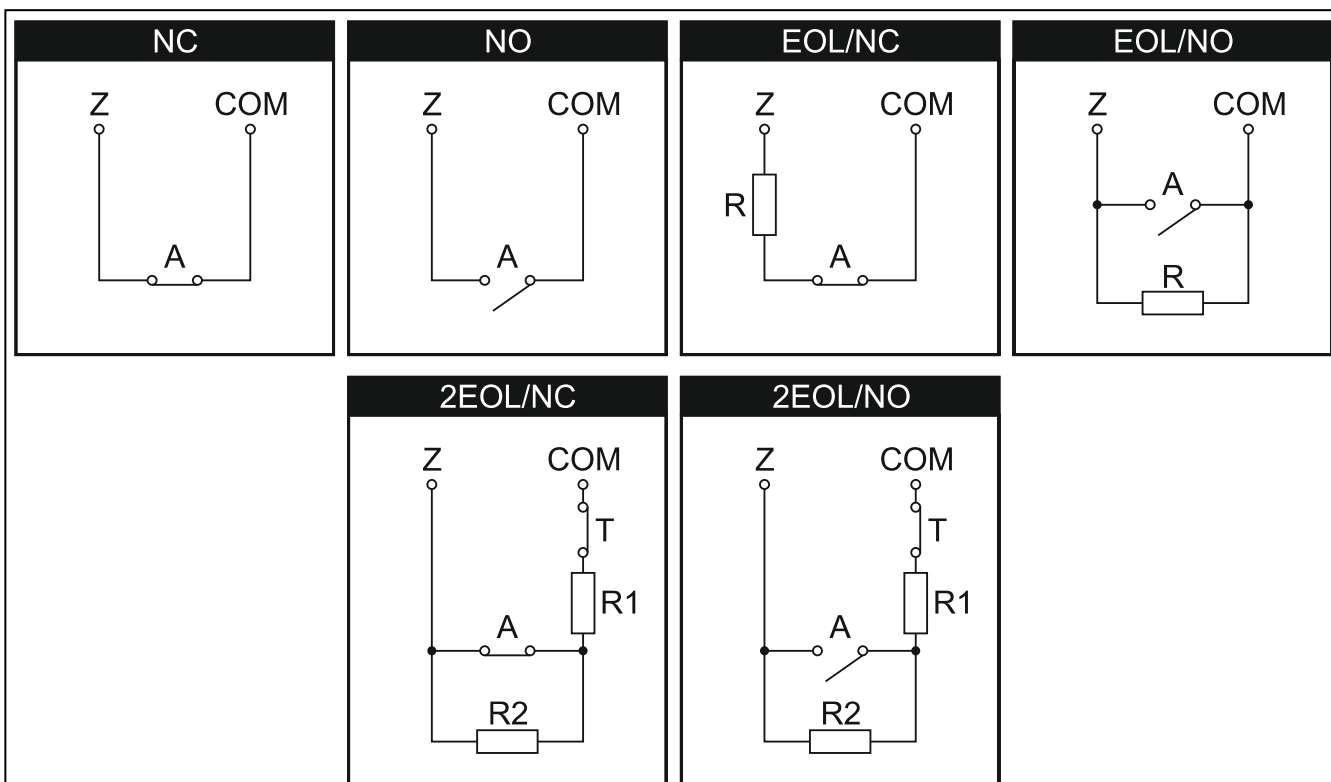 NC
Z COM
A
NO
Z COM
A
EOL/NC
Z COM
R
A
EOL/NO
Z COM
A
R
2EOL/NC
Z COM
T
R1
A
R2
2EOL/NO
Z COM
T
R1
A
R2